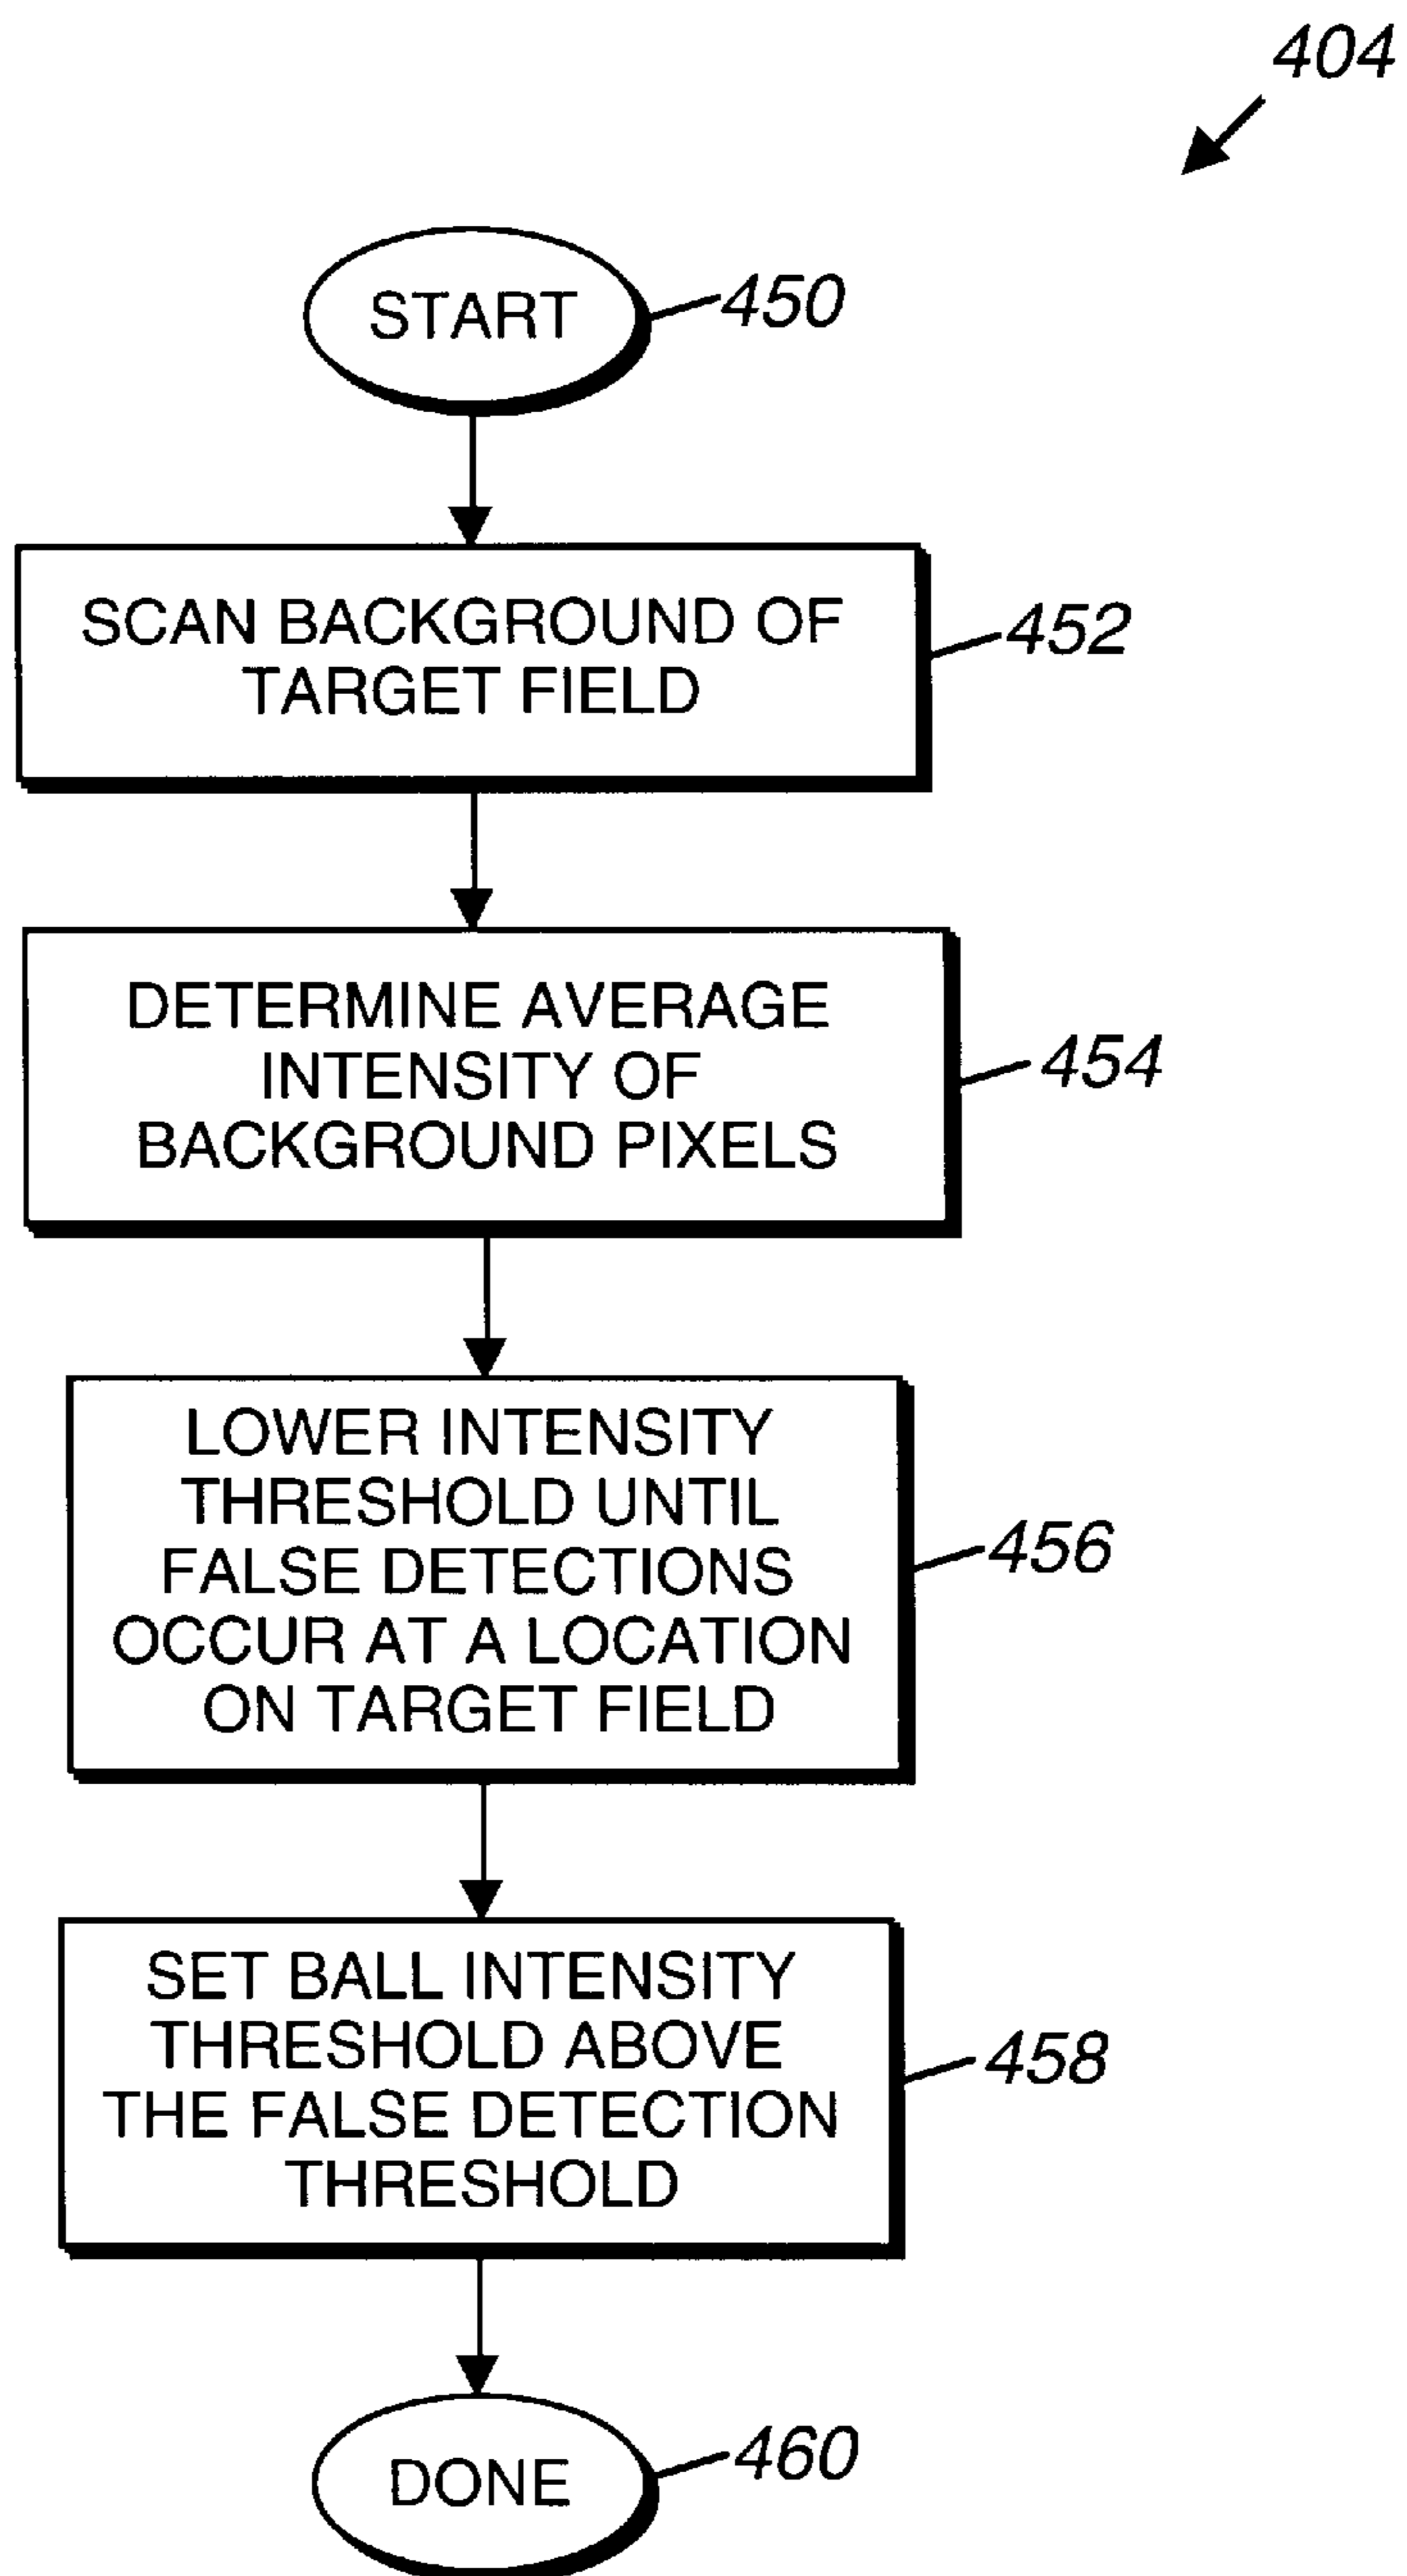 404
START
450
SCAN BACKGROUND OF
TARGET FIELD
452
DETERMINE AVERAGE
INTENSITY OF
BACKGROUND PIXELS
454
LOWER INTENSITY
THRESHOLD UNTIL
FALSE DETECTIONS
OCCUR AT A LOCATION
ON TARGET FIELD
456
SET BALL INTENSITY
THRESHOLD ABOVE
THE FALSE DETECTION
THRESHOLD
458
DONE
460